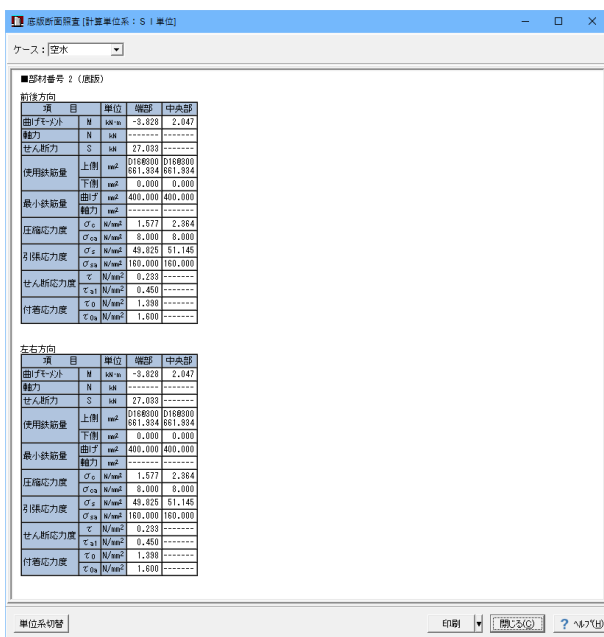 底版断面照査 [計算単位系：ＳＩ単位]
ケース： 空水
■部材番号 2 （底版）
前後方向
項　目 単位 端部 中央部
曲げモーメント M kN・m -3.828 2.047
軸力 N kN ------- -------
せん断力 S kN 27.033 -------
使用鉄筋量 上側 mm2 D16@300 661.934 D16@300 661.934
下側 mm2 0.000 0.000
最小鉄筋量 曲げ mm2 400.000 400.000
軸力 mm2 ------- -------
圧縮応力度 σc N/mm2 1.577 2.364
σca N/mm2 8.000 8.000
引張応力度 σs N/mm2 49.825 51.145
σsa N/mm2 160.000 160.000
せん断応力度 τ N/mm2 0.233 -------
τa1 N/mm2 0.450 -------
付着応力度 τ0 N/mm2 1.398 -------
τ0a N/mm2 1.600 -------
左右方向
項　目 単位 端部 中央部
曲げモーメント M kN・m -3.828 2.047
軸力 N kN ------- -------
せん断力 S kN 27.033 -------
使用鉄筋量 上側 mm2 D16@300 661.934 D16@300 661.934
下側 mm2 0.000 0.000
最小鉄筋量 曲げ mm2 400.000 400.000
軸力 mm2 ------- -------
圧縮応力度 σc N/mm2 1.577 2.364
σca N/mm2 8.000 8.000
引張応力度 σs N/mm2 49.825 51.145
σsa N/mm2 160.000 160.000
せん断応力度 τ N/mm2 0.233 -------
τa1 N/mm2 0.450 -------
付着応力度 τ0 N/mm2 1.398 -------
τ0a N/mm2 1.600 -------
単位系切替 印刷 閉じる(C) ? ヘルプ(H)